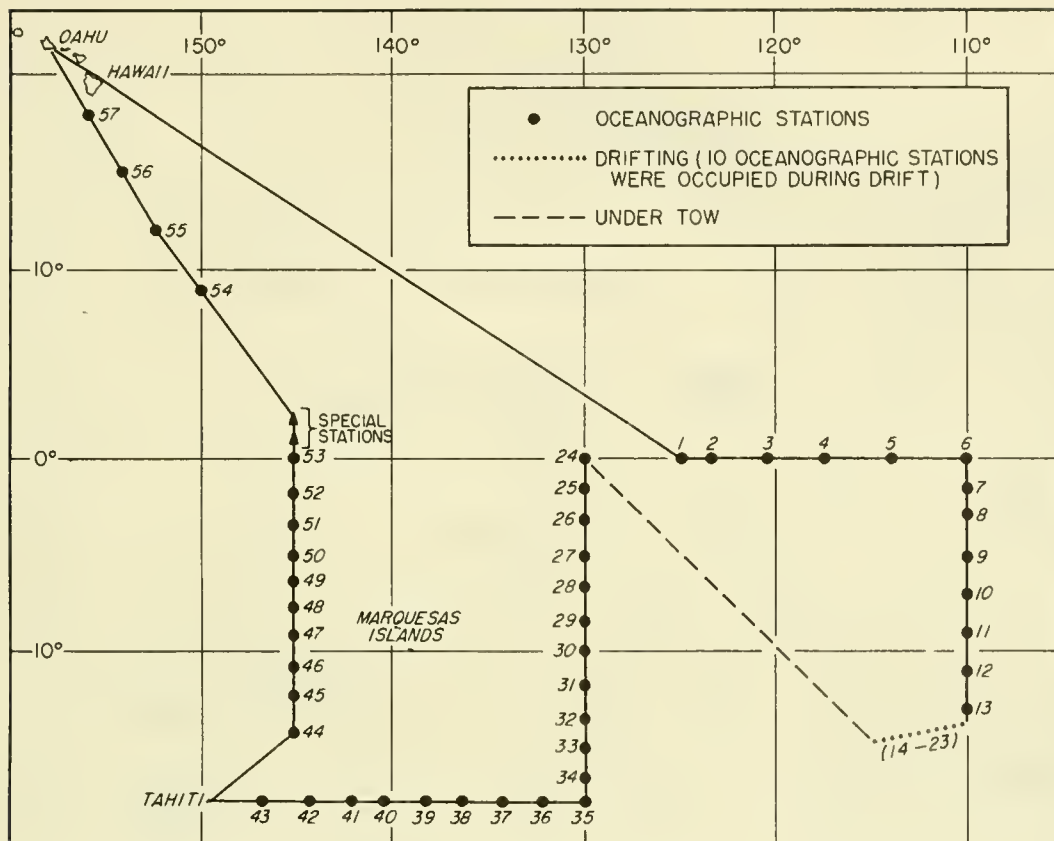 150° 140° 130° 120° 110°
OAHU
HAWAII
57
56
55
54
OCEANOGRAPHIC STATIONS
DRIFTING (10 OCEANOGRAPHIC STATIONS
WERE OCCUPIED DURING DRIFT)
UNDER TOW
10°
SPECIAL
STATIONS
0°
53
52
51
50
49
48
47
46
45
44
MARQUESAS
ISLANDS
10°
TAHITI
43 42 41 40 39 38 37 36 35
24
25
26
27
28
29
30
31
32
33
34
1 2 3 4 5 6
7
8
9
10
11
12
13
(14-23)